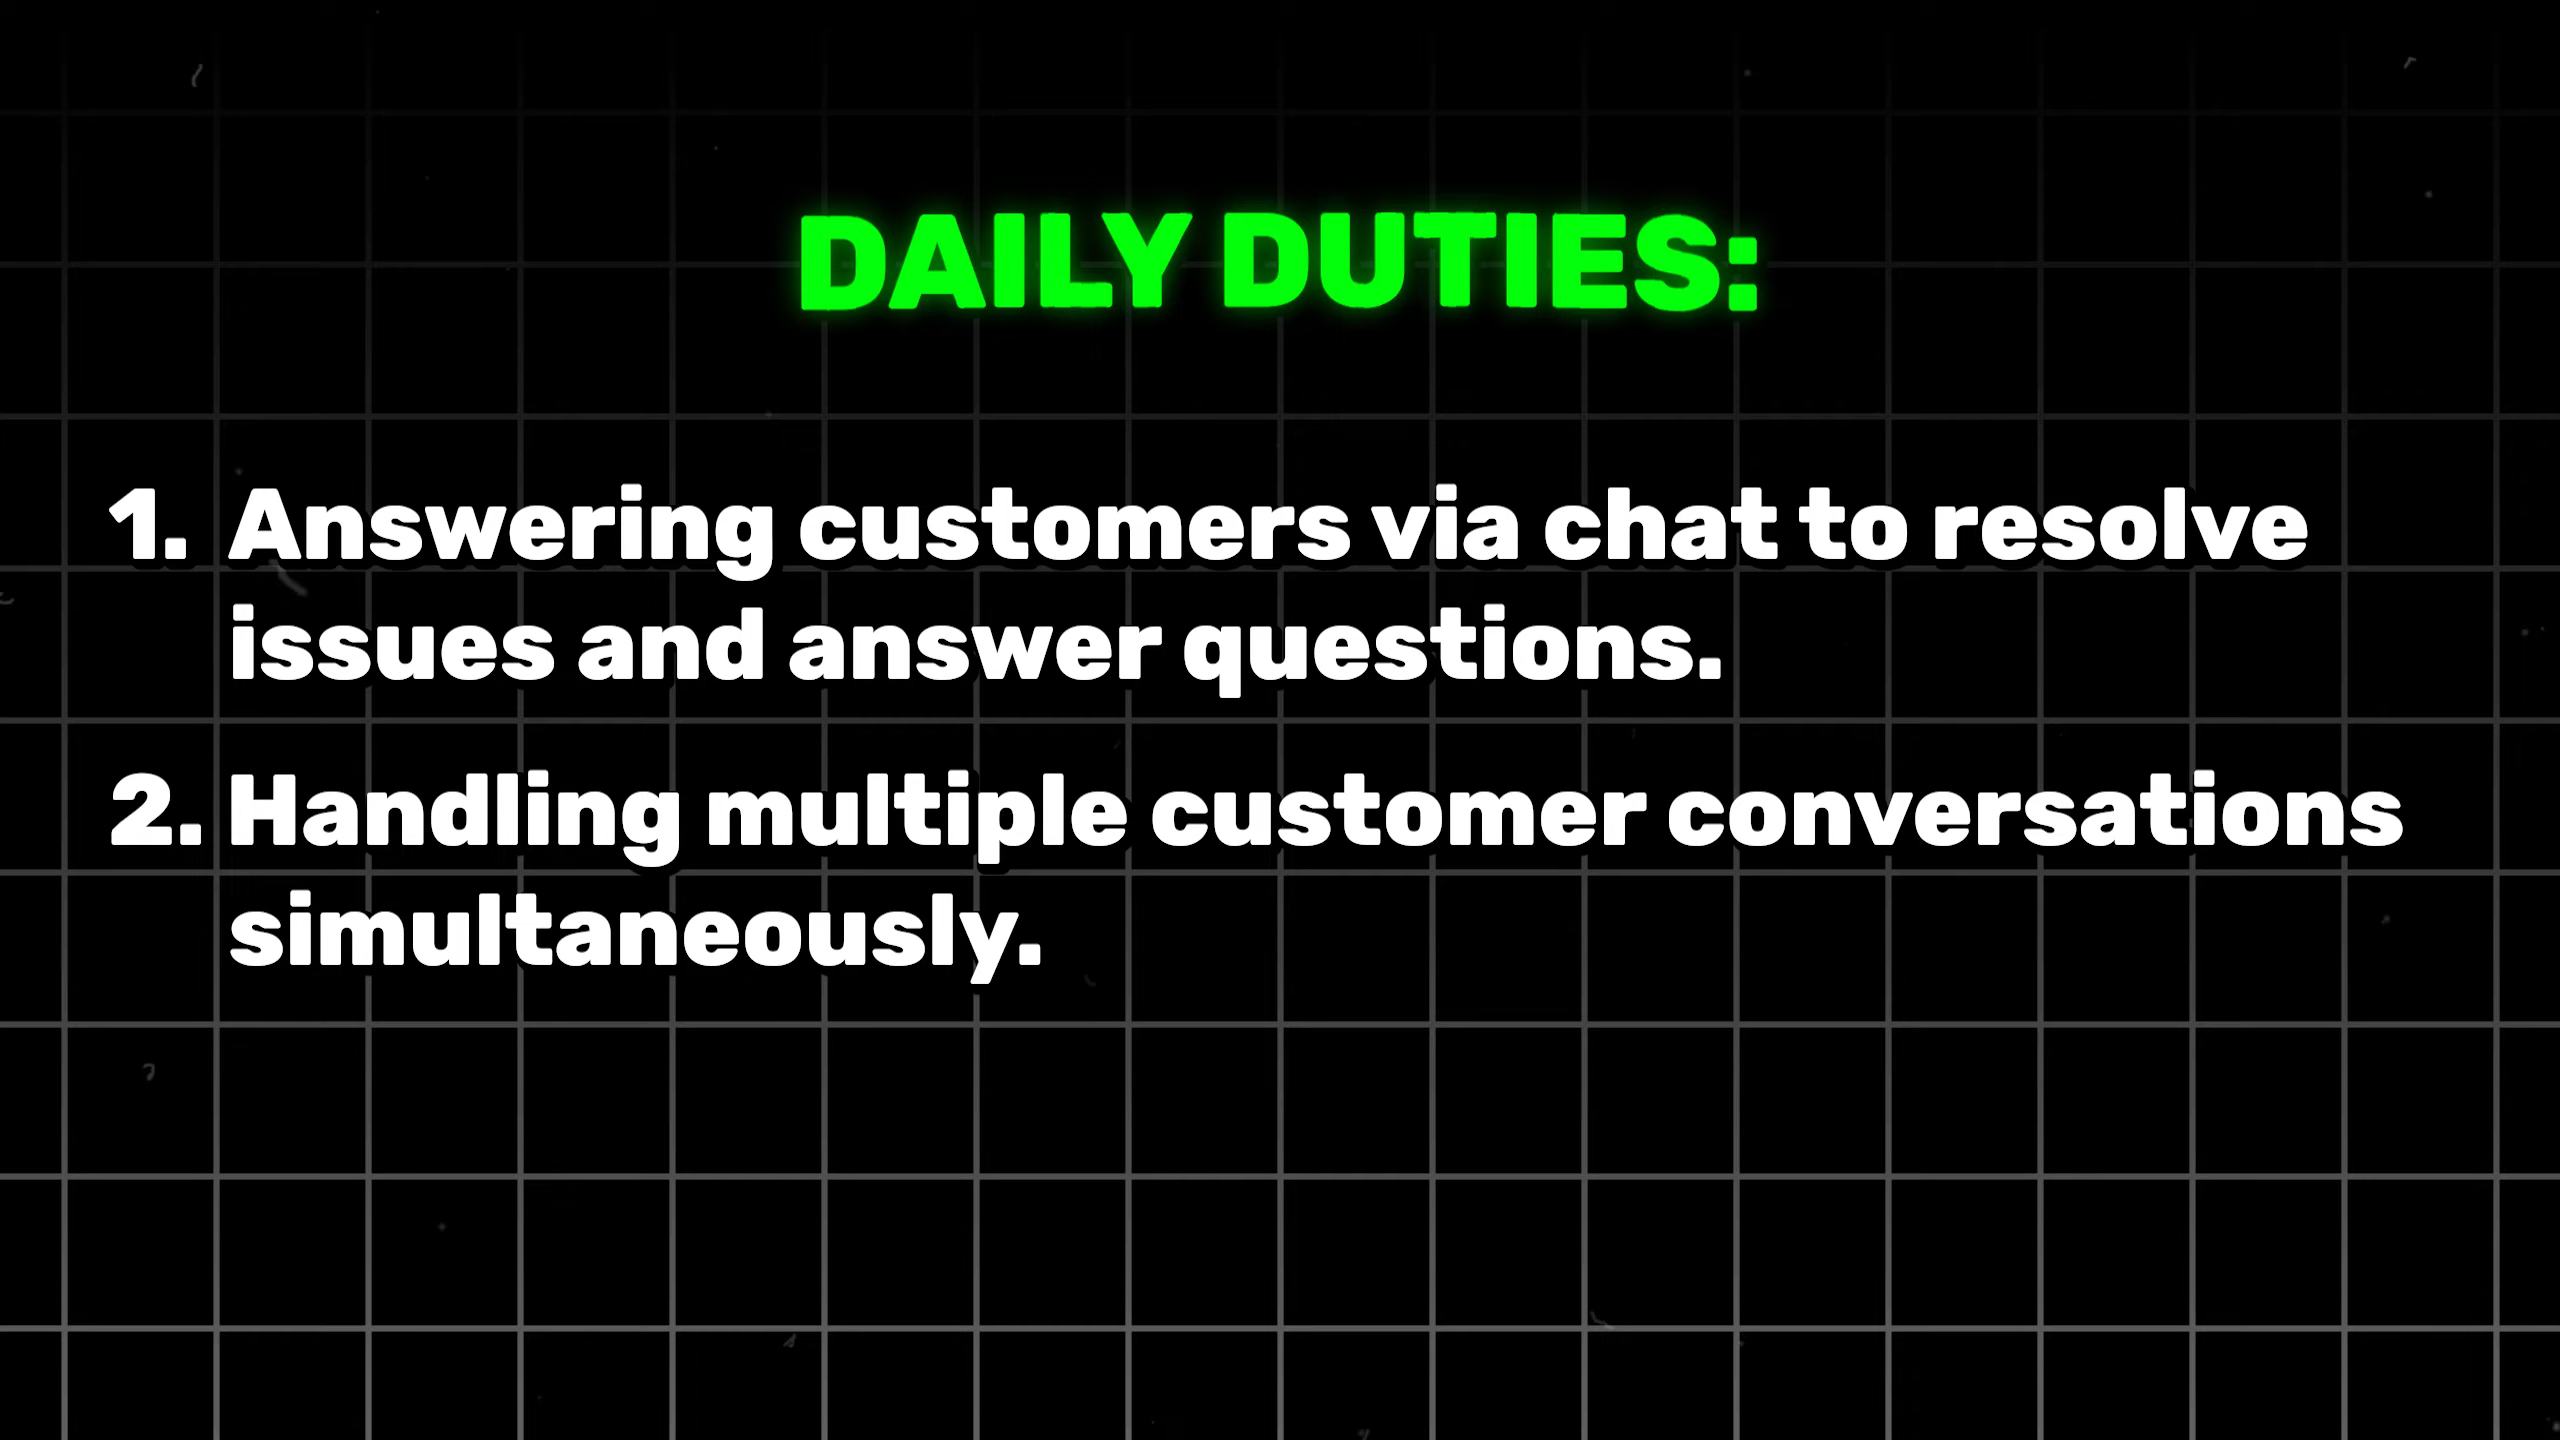 DAILY DUTIES:
1. Answering customers via chat to resolve
issues and answer questions.
2. Handling multiple customer conversations
simultaneously.